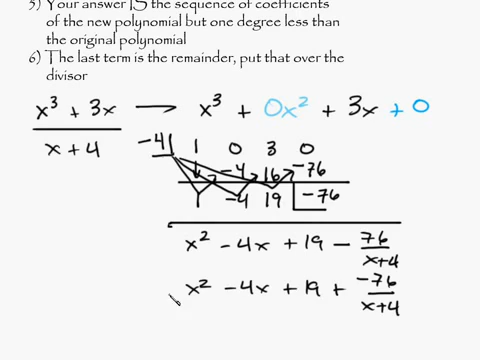 5) Your answer IS the sequence of coefficients
of the new polynomial but one degree less than
the original polynomial
6) The last term is the remainder, put that over the
divisor
x³ + 3x → x³ + 0x² + 3x + 0
x + 4
-4| 1 0 3 0
-4 16 -76
1 -4 19 -76
x² - 4x + 19 - 76/x+4
x² - 4x + 19 + -76/x+4